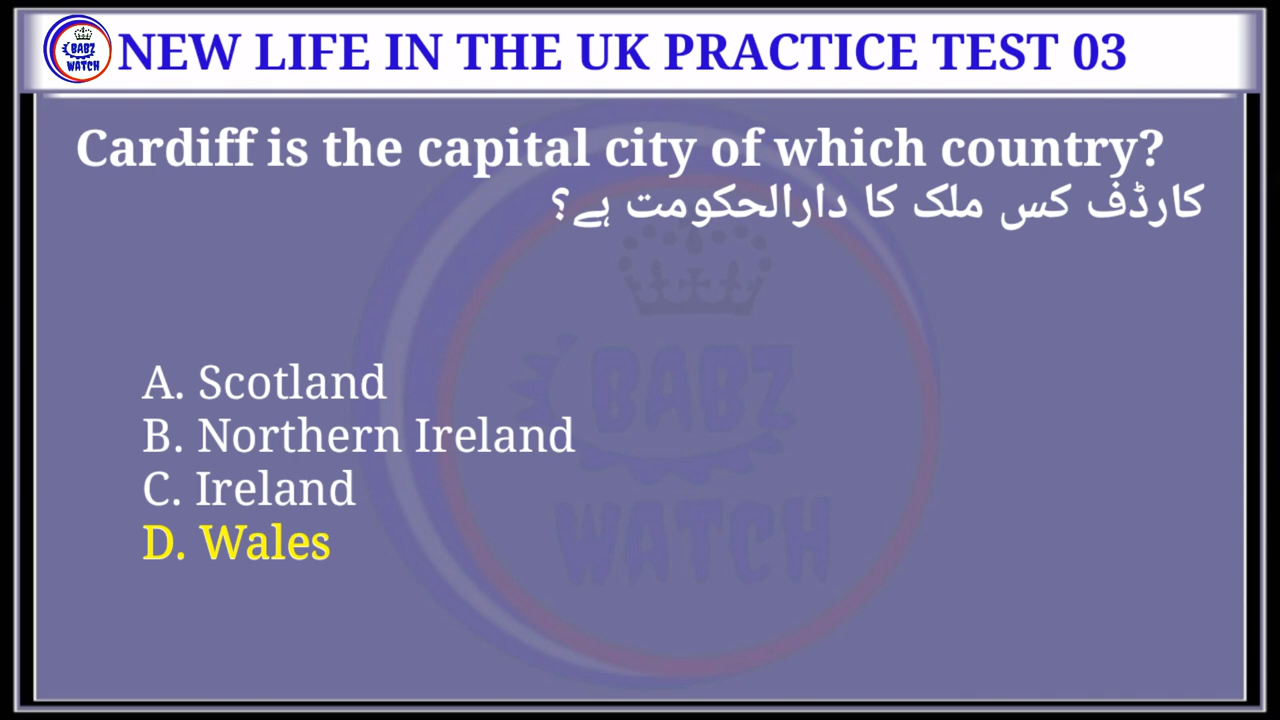 BABZ
WATCH
NEW LIFE IN THE UK PRACTICE TEST 03
Cardiff is the capital city of which country?
کارڈف کس ملک کا دارالحکومت ہے؟
A. Scotland
B. Northern Ireland
C. Ireland
D. Wales
BABZ
WATCH